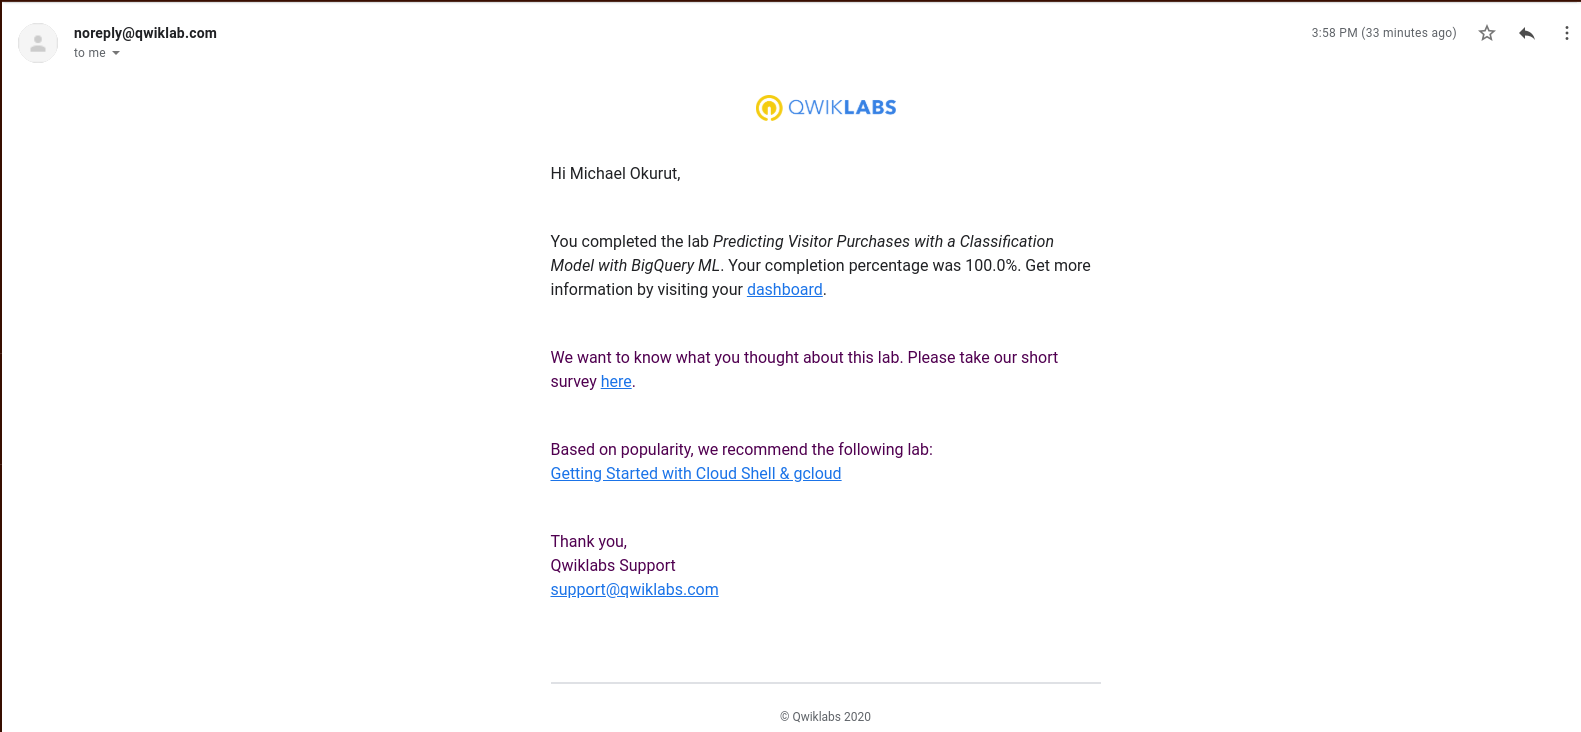 noreply@qwiklab.com
3:58 PM (33 minutes ago)
to me
QWIKLABS
Hi Michael Okurut,
You completed the lab Predicting Visitor Purchases with a Classification
Model with BigQuery ML. Your completion percentage was 100.0%. Get more
information by visiting your dashboard.
We want to know what you thought about this lab. Please take our short
survey here.
Based on popularity, we recommend the following lab:
Getting Started with Cloud Shell & gcloud
Thank you,
Qwiklabs Support
support@qwiklabs.com
© Qwiklabs 2020